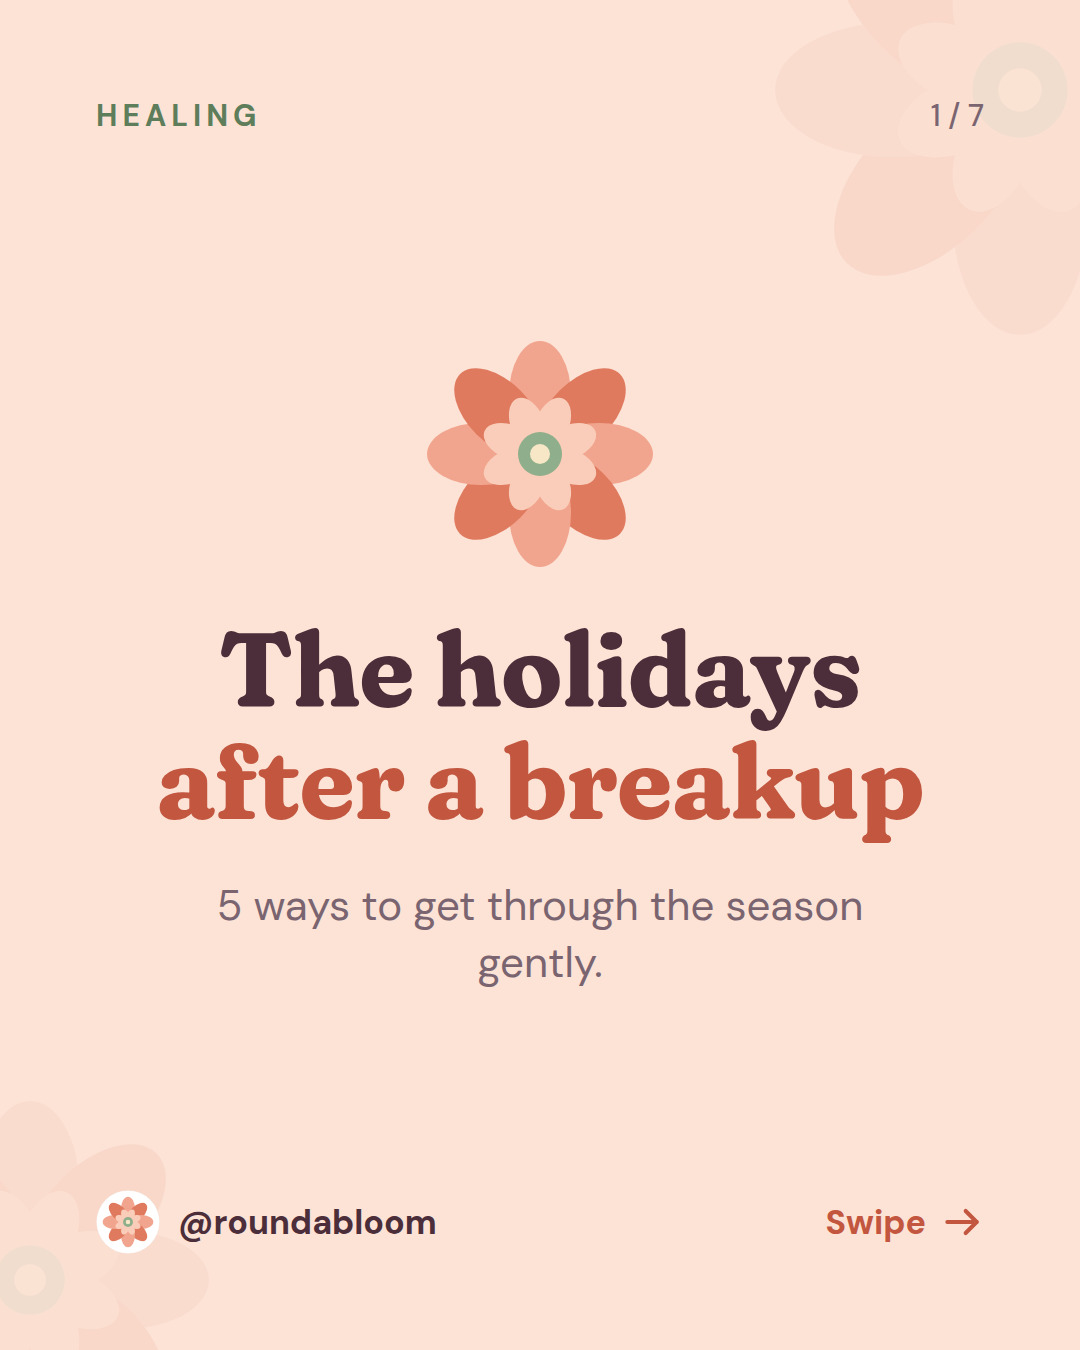 HEALING
1 / 7
The holidays
after a breakup
5 ways to get through the season
gently.
@roundabloom
Swipe →